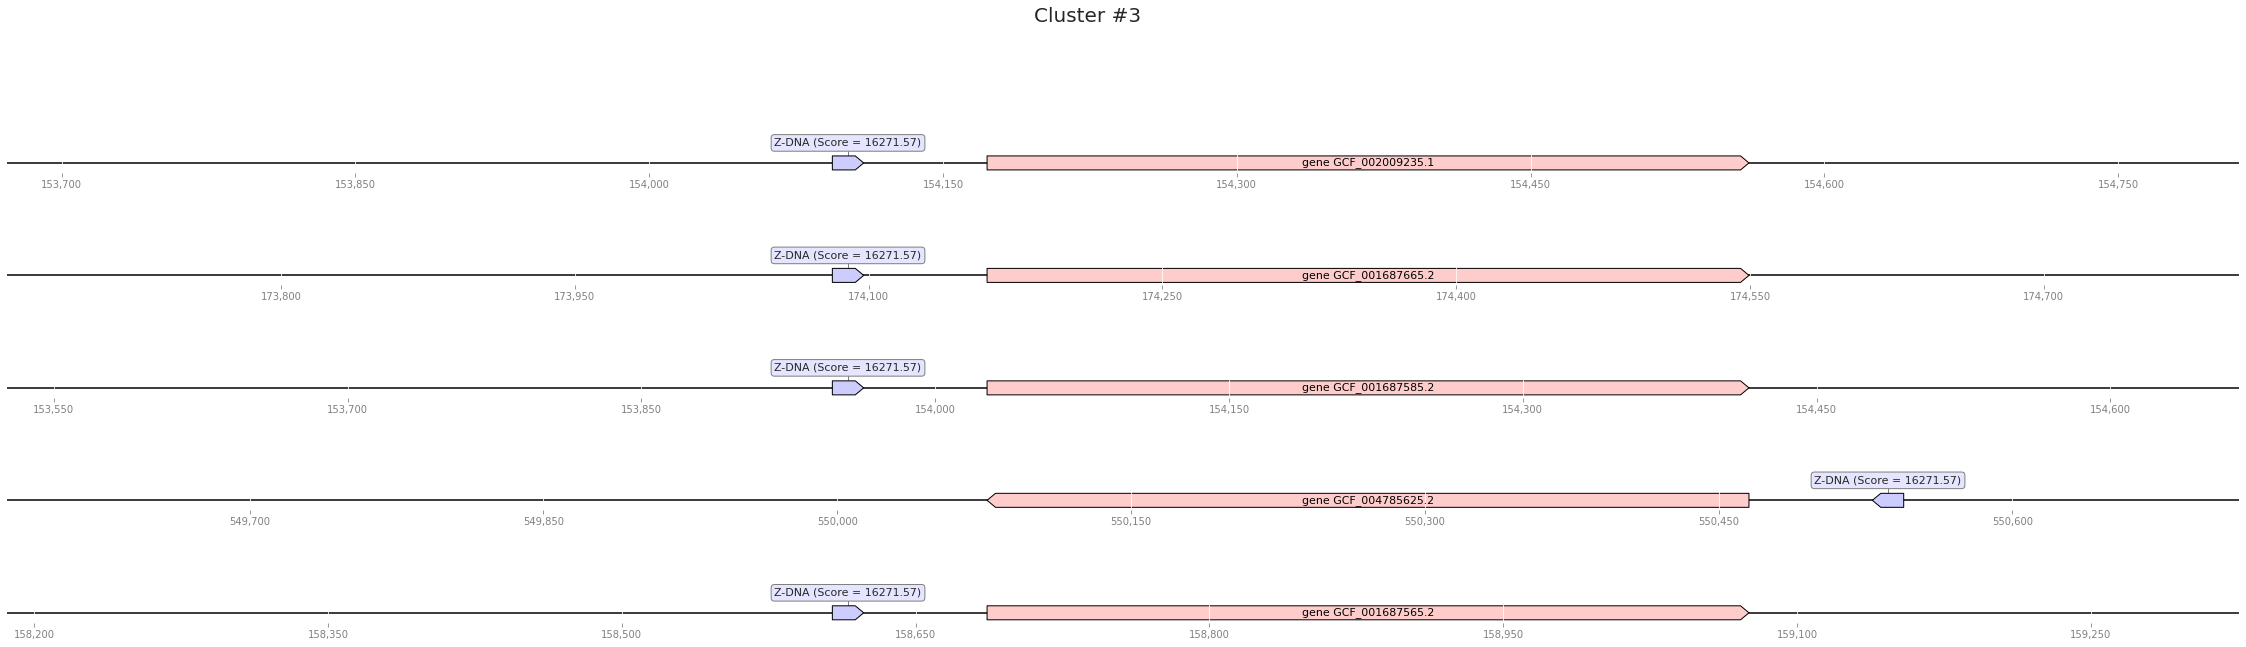 Cluster #3
Z-DNA (Score = 16271.57)
gene GCF_002009235.1
153,700 153,850 154,000 154,150 154,300 154,450 154,600 154,750
Z-DNA (Score = 16271.57)
gene GCF_001687665.2
173,800 173,950 174,100 174,250 174,400 174,550 174,700
Z-DNA (Score = 16271.57)
gene GCF_001687585.2
153,550 153,700 153,850 154,000 154,150 154,300 154,450 154,600
Z-DNA (Score = 16271.57)
gene GCF_004785625.2
549,700 549,850 550,000 550,150 550,300 550,450 550,600
Z-DNA (Score = 16271.57)
gene GCF_001687565.2
158,200 158,350 158,500 158,650 158,800 158,950 159,100 159,250